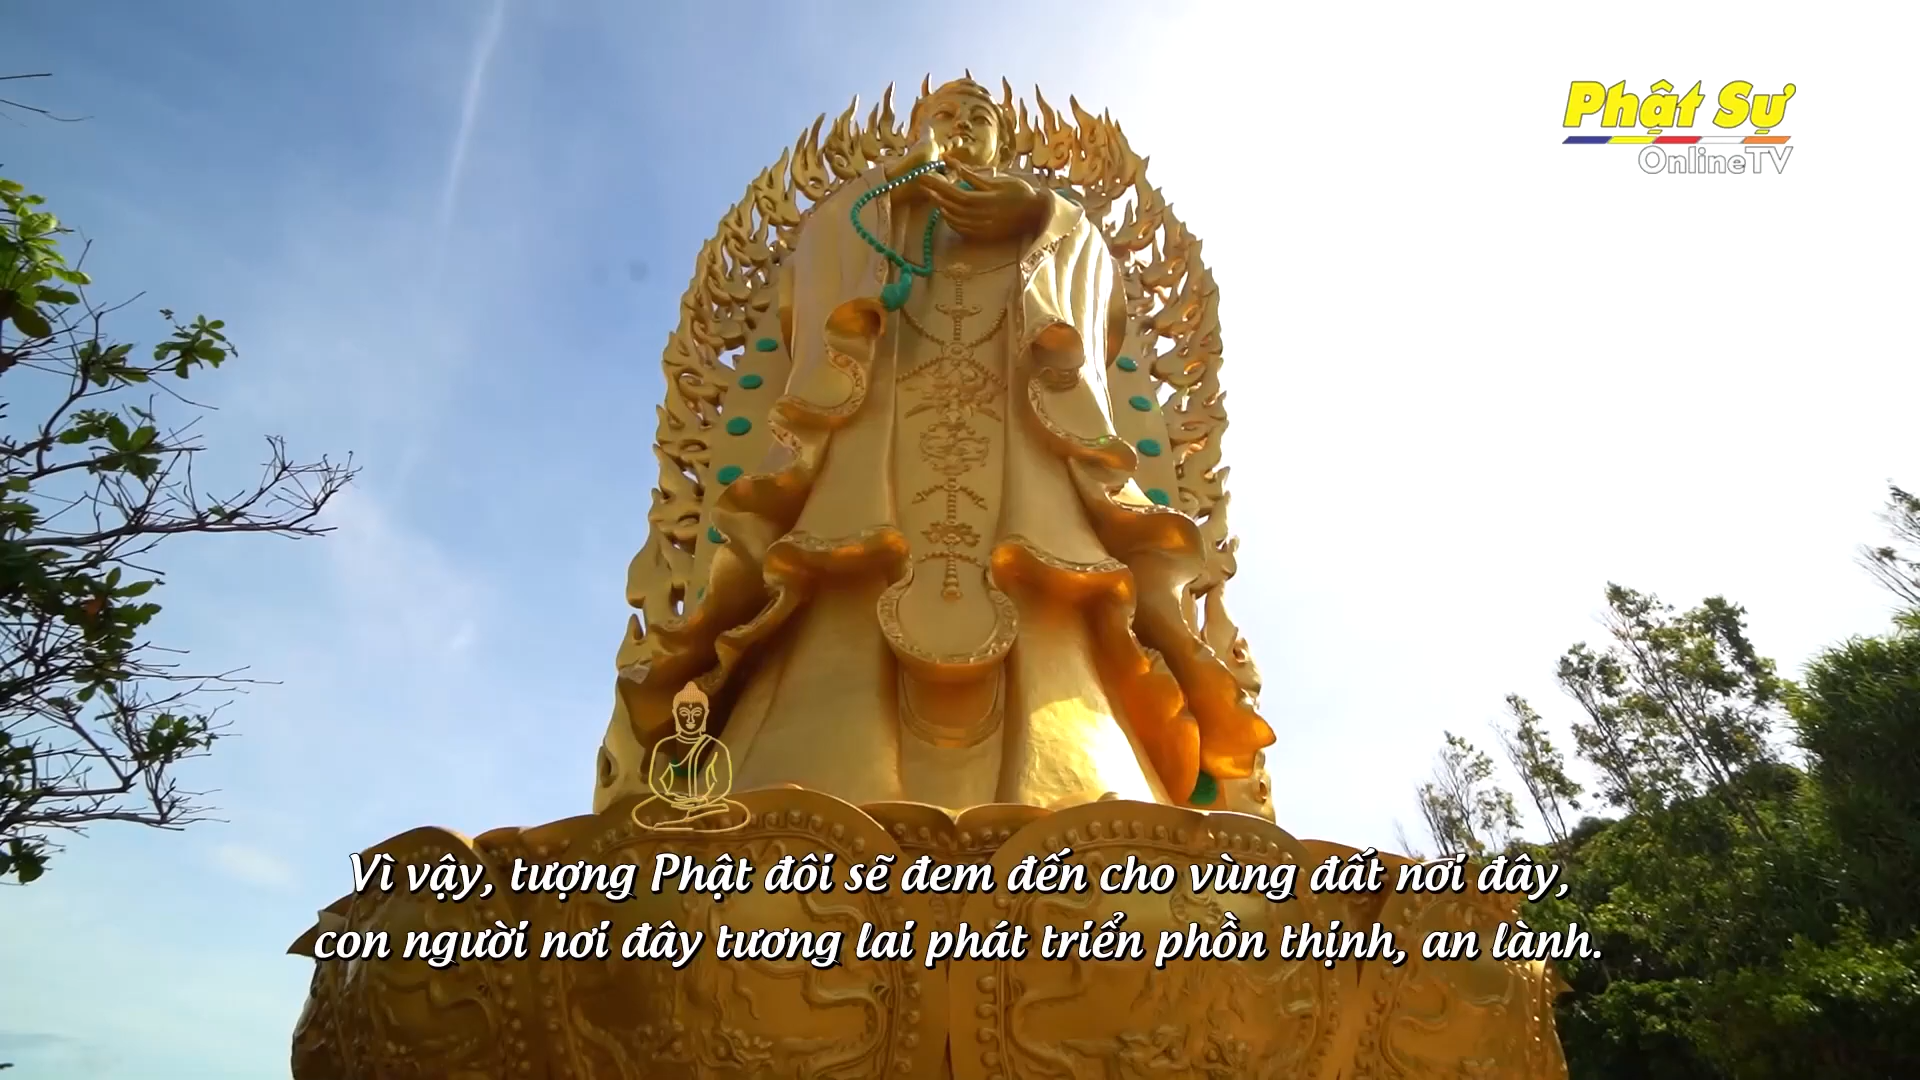 Phật Sự
OnlineTV
Vì vậy, tượng Phật đôi sẽ đem đến cho vùng đất nơi đây,
con người nơi đây tương lai phát triển phồn thịnh, an lành.